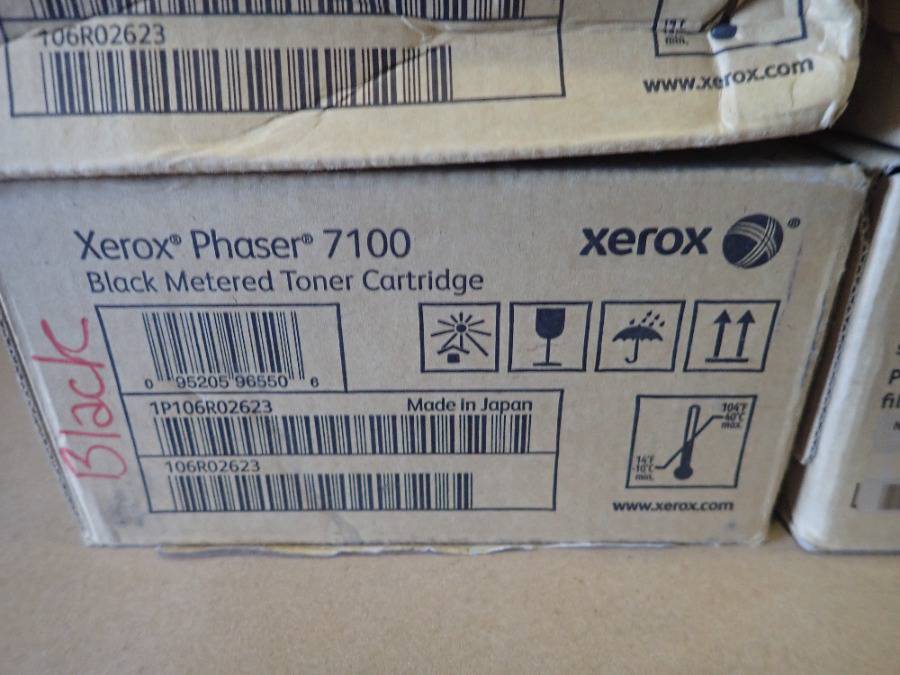 106R02623
www.xerox.com
min.
Xerox® Phaser® 7100
Black Metered Toner Cartridge
xerox ®
Black
0 95205 96550 6
1P106R02623 Made in Japan
106R02623
104°F
40°C
max.
14°F
-10°C
min.
www.xerox.com